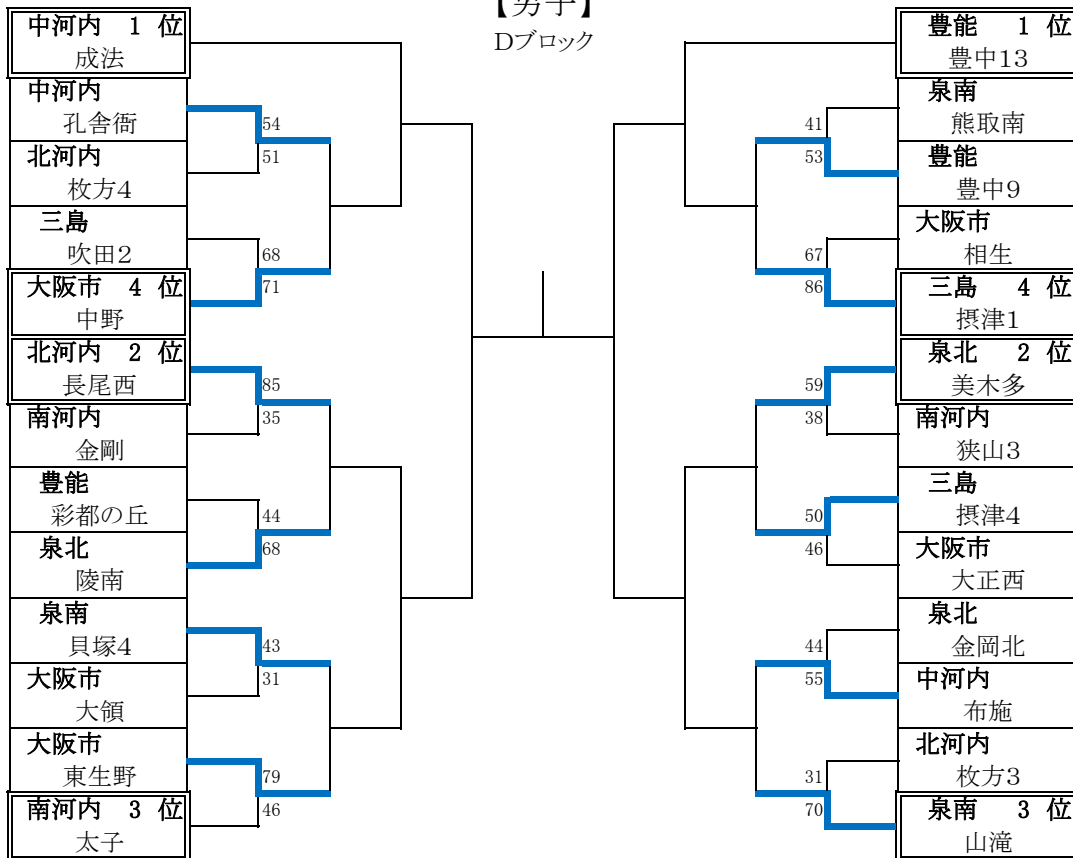 【男子】
Dブロック
中河内 1 位
成法
中河内
孔舎衙
北河内
枚方4
三島
吹田2
大阪市 4 位
中野
北河内 2 位
長尾西
南河内
金剛
豊能
彩都の丘
泉北
陵南
泉南
貝塚4
大阪市
大領
大阪市
東生野
南河内 3 位
太子
54
51
68
71
85
35
44
68
43
31
79
46
41
53
67
86
59
38
50
46
44
55
31
70
豊能 1 位
豊中13
泉南
熊取南
豊能
豊中9
大阪市
相生
三島 4 位
摂津1
泉北 2 位
美木多
南河内
狭山3
三島
摂津4
大阪市
大正西
泉北
金岡北
中河内
布施
北河内
枚方3
泉南 3 位
山滝